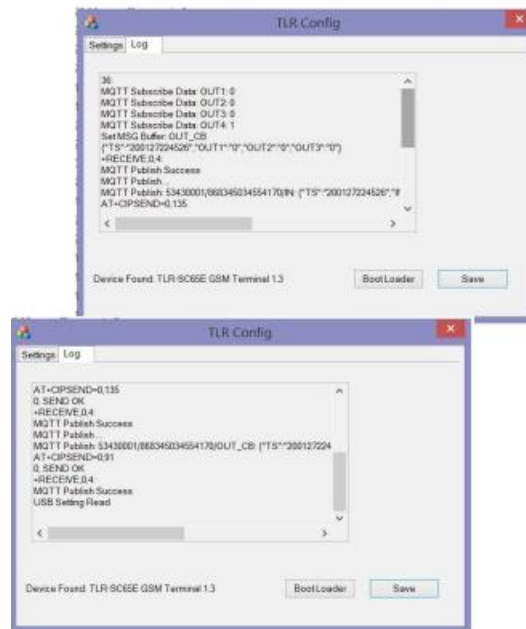 TLR Config
Settings Log
36:
MQTT Subscribe Data: OUT1: 0
MQTT Subscribe Data: OUT2: 0
MQTT Subscribe Data: OUT3: 0
MQTT Subscribe Data: OUT4: 1
Set MSG Buffer: OUT_CB
{"TS":"200127224526","OUT1":"0","OUT2":"0","OUT3":"0"}
+RECEIVE,0,4:
MQTT Publish Success
MQTT Publish ...
MQTT Publish: 53430001/868345034554170/IN: {"TS":"200127224526","I
AT+CIPSEND=0,135
Device Found: TLR-SC65E GSM Terminal 1.3
BootLoader
Save
TLR Config
Settings Log
AT+CIPSEND=0,135
0, SEND OK
+RECEIVE,0,4:
MQTT Publish Success
MQTT Publish ...
MQTT Publish: 53430001/868345034554170/OUT_CB: {"TS":"200127224
AT+CIPSEND=0,91
0, SEND OK
+RECEIVE,0,4:
MQTT Publish Success
USB Setting Read
Device Found: TLR-SC65E GSM Terminal 1.3
BootLoader
Save